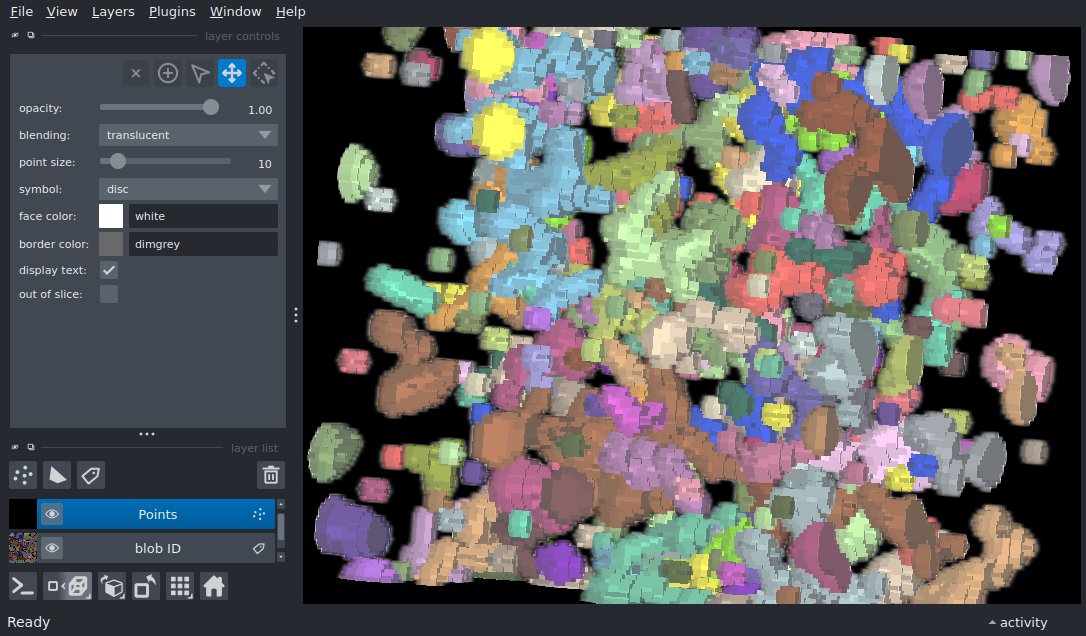 File View Layers Plugins Window Help
layer controls
opacity: 1.00
blending: translucent
point size: 10
symbol: disc
face color: white
border color: dimgrey
display text:
out of slice:
layer list
Points
blob ID
Ready activity